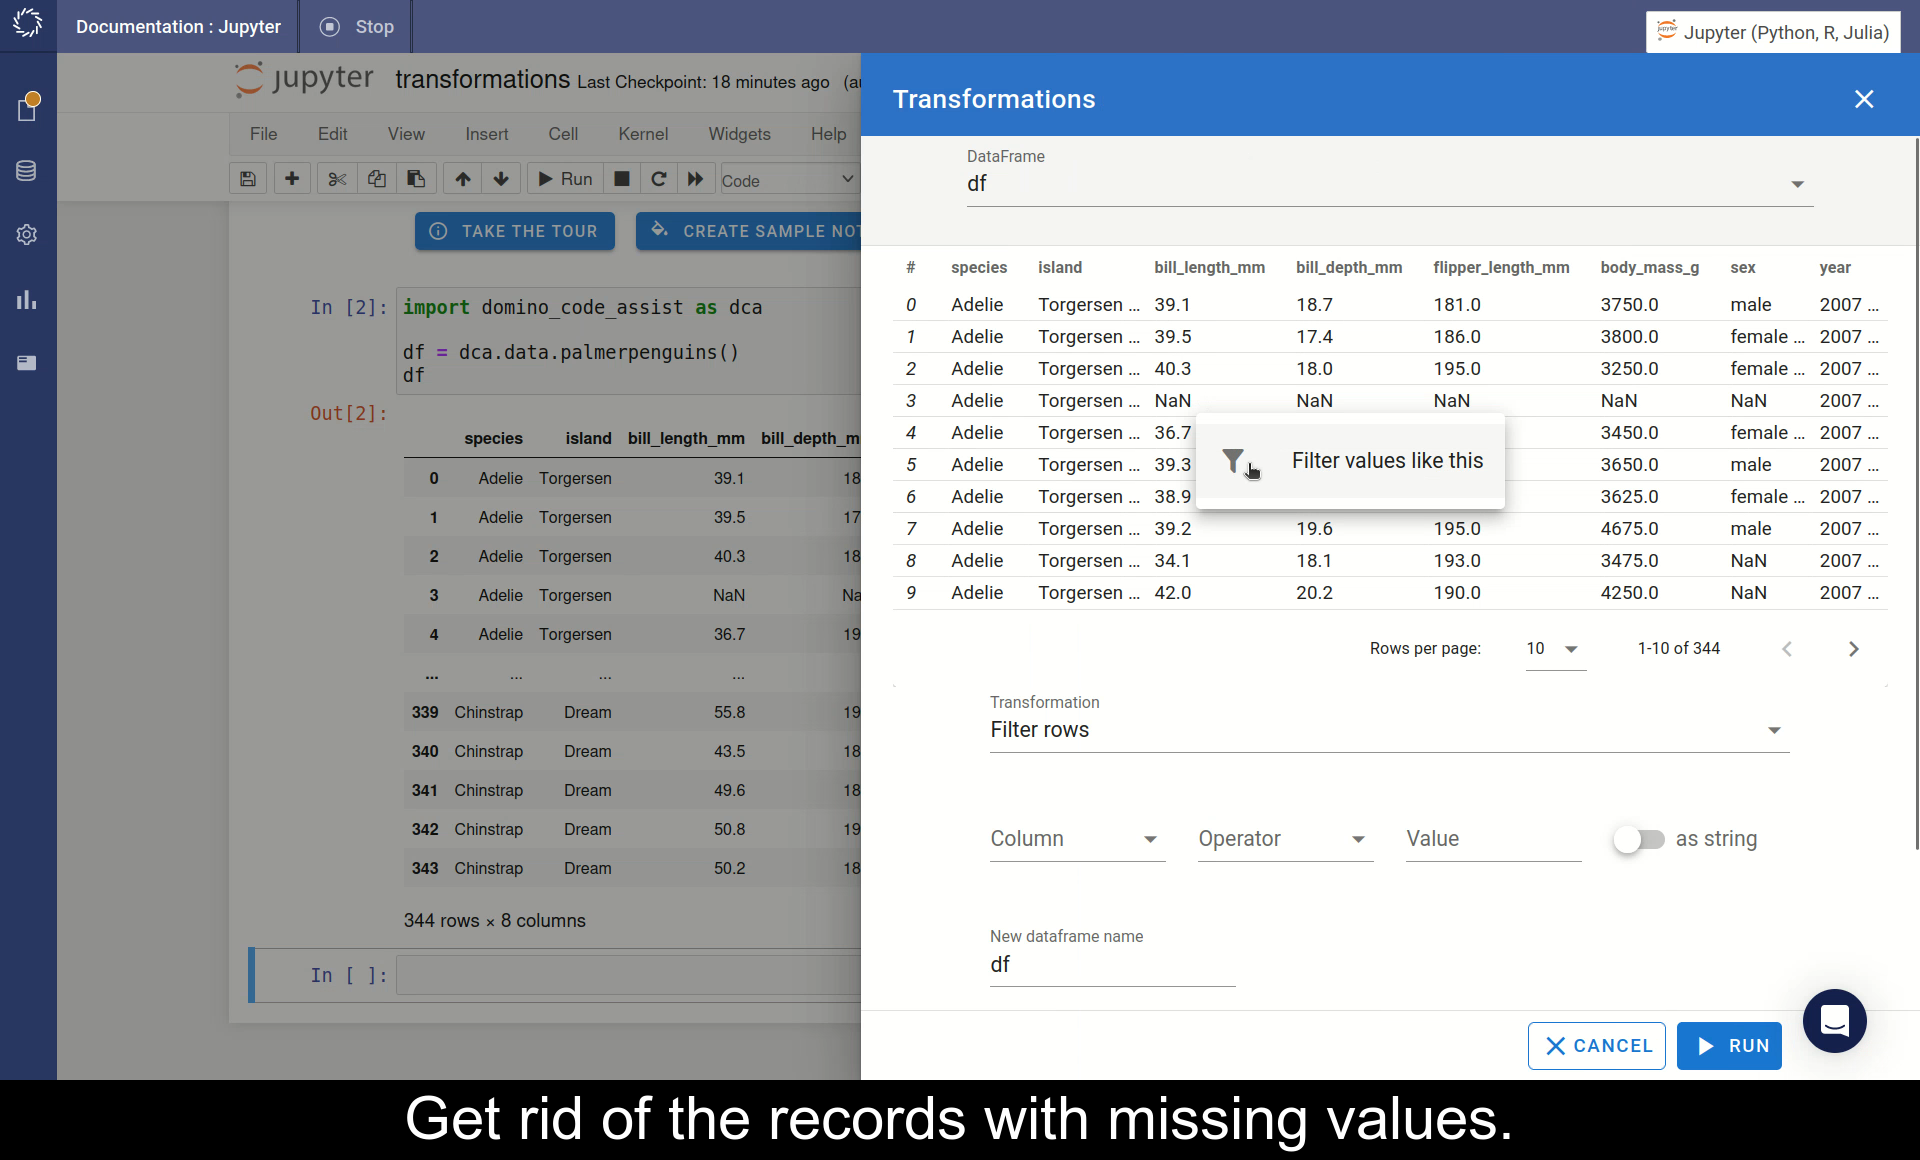 Documentation : Jupyter
Stop
Jupyter (Python, R, Julia)
jupyter transformations Last Checkpoint: 18 minutes ago (au
File Edit View Insert Cell Kernel Widgets Help
Run Code
TAKE THE TOUR
CREATE SAMPLE NOT
In [2]: import domino_code_assist as dca
df = dca.data.palmerpenguins()
df
Out[2]:
species island bill_length_mm bill_depth_m
0 Adelie Torgersen 39.1 18
1 Adelie Torgersen 39.5 17
2 Adelie Torgersen 40.3 18
3 Adelie Torgersen NaN Na
4 Adelie Torgersen 36.7 19
... ... ... ...
339 Chinstrap Dream 55.8 19
340 Chinstrap Dream 43.5 18
341 Chinstrap Dream 49.6 18
342 Chinstrap Dream 50.8 19
343 Chinstrap Dream 50.2 18
344 rows × 8 columns
In [ ]:
Transformations
DataFrame
df
# species island bill_length_mm bill_depth_mm flipper_length_mm body_mass_g sex year
0 Adelie Torgersen ... 39.1 18.7 181.0 3750.0 male 2007 ...
1 Adelie Torgersen ... 39.5 17.4 186.0 3800.0 female ... 2007 ...
2 Adelie Torgersen ... 40.3 18.0 195.0 3250.0 female ... 2007 ...
3 Adelie Torgersen ... NaN NaN NaN NaN NaN 2007 ...
4 Adelie Torgersen ... 36.7 3450.0 female ... 2007 ...
5 Adelie Torgersen ... 39.3 3650.0 male 2007 ...
6 Adelie Torgersen ... 38.9 3625.0 female ... 2007 ...
7 Adelie Torgersen ... 39.2 19.6 195.0 4675.0 male 2007 ...
8 Adelie Torgersen ... 34.1 18.1 193.0 3475.0 NaN 2007 ...
9 Adelie Torgersen ... 42.0 20.2 190.0 4250.0 NaN 2007 ...
Filter values like this
Rows per page: 10 1-10 of 344
Transformation
Filter rows
Column Operator Value as string
New dataframe name
df
CANCEL RUN
Get rid of the records with missing values.